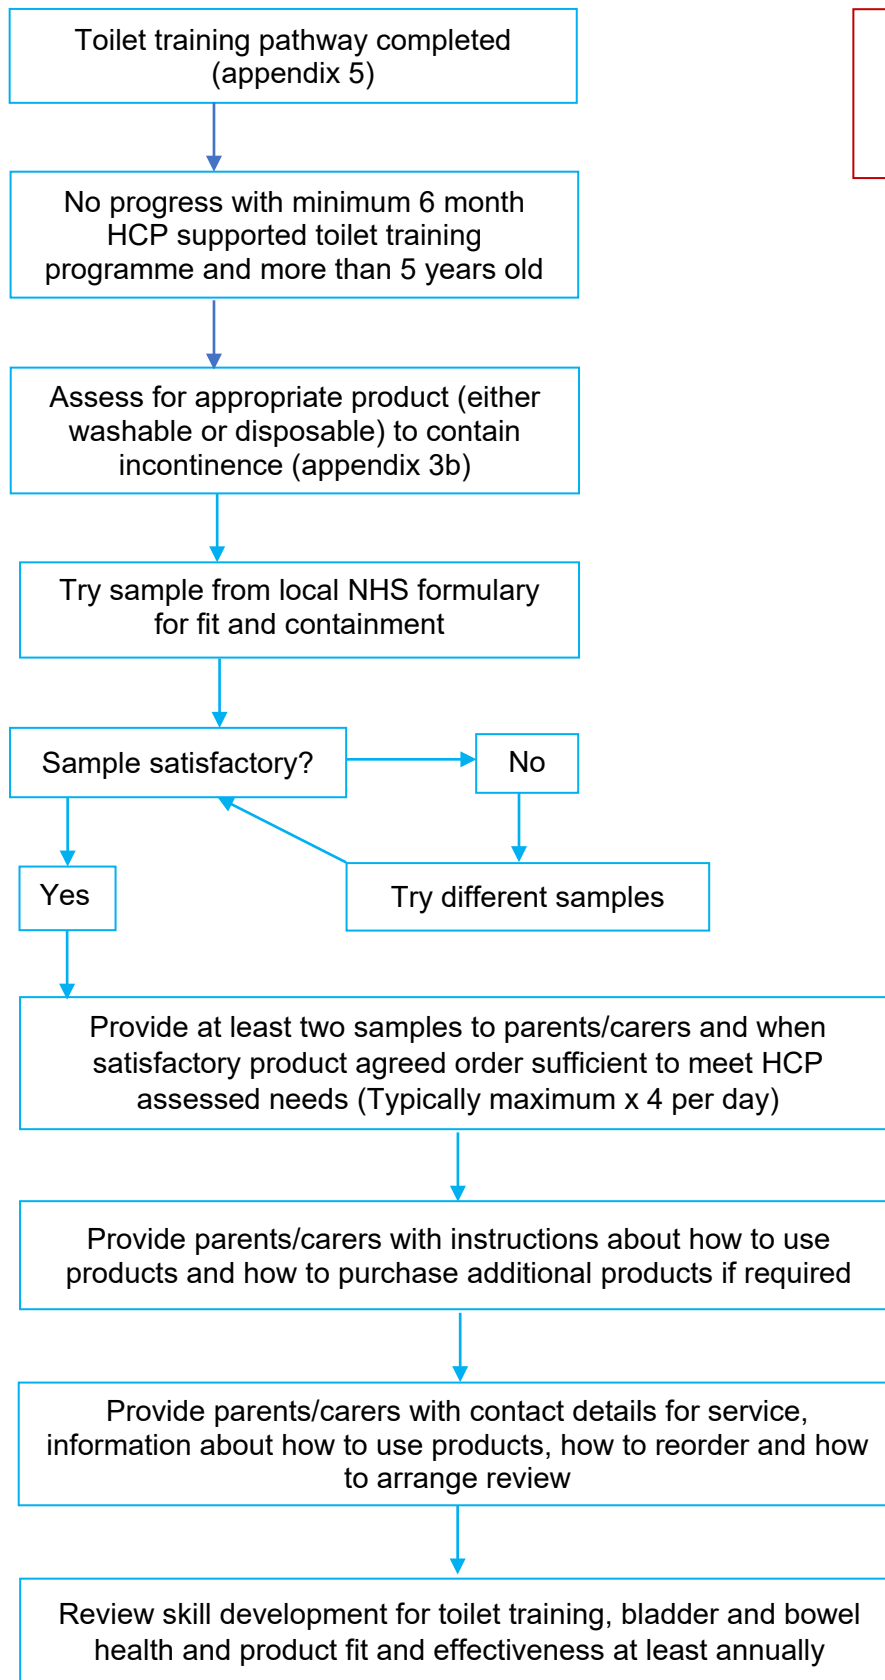 Toilet training pathway completed
(appendix 5)
No progress with minimum 6 month
HCP supported toilet training
programme and more than 5 years old
Assess for appropriate product (either
washable or disposable) to contain
incontinence (appendix 3b)
Try sample from local NHS formulary
for fit and containment
Sample satisfactory?
No
Try different samples
Yes
Provide at least two samples to parents/carers and when
satisfactory product agreed order sufficient to meet HCP
assessed needs (Typically maximum x 4 per day)
Provide parents/carers with instructions about how to use
products and how to purchase additional products if required
Provide parents/carers with contact details for service,
information about how to use products, how to reorder and how
to arrange review
Review skill development for toilet training, bladder and bowel
health and product fit and effectiveness at least annually